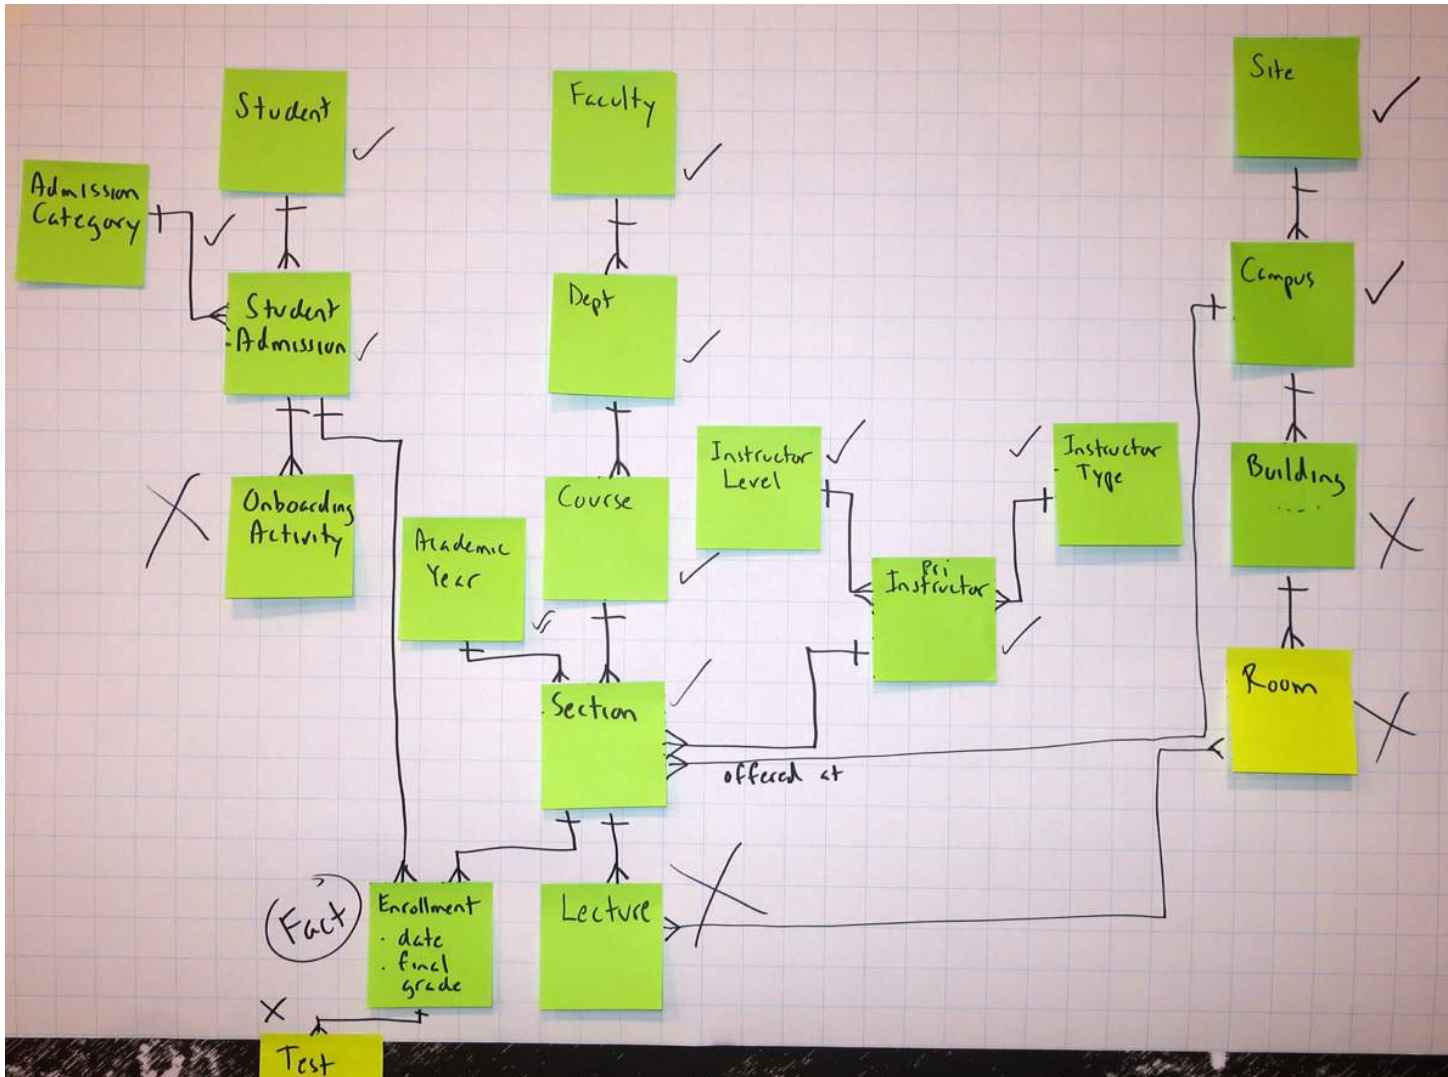 Student
Admission
Category
Student
Admission
Onboarding
Activity
Faculty
Dept
Course
Academic
Year
Section
offered at
Instructor
Level
Instructor
Type
Pri
Instructor
Site
Campus
Building
Room
Fact
Enrollment
. date
. final
grade
Lecture
Test